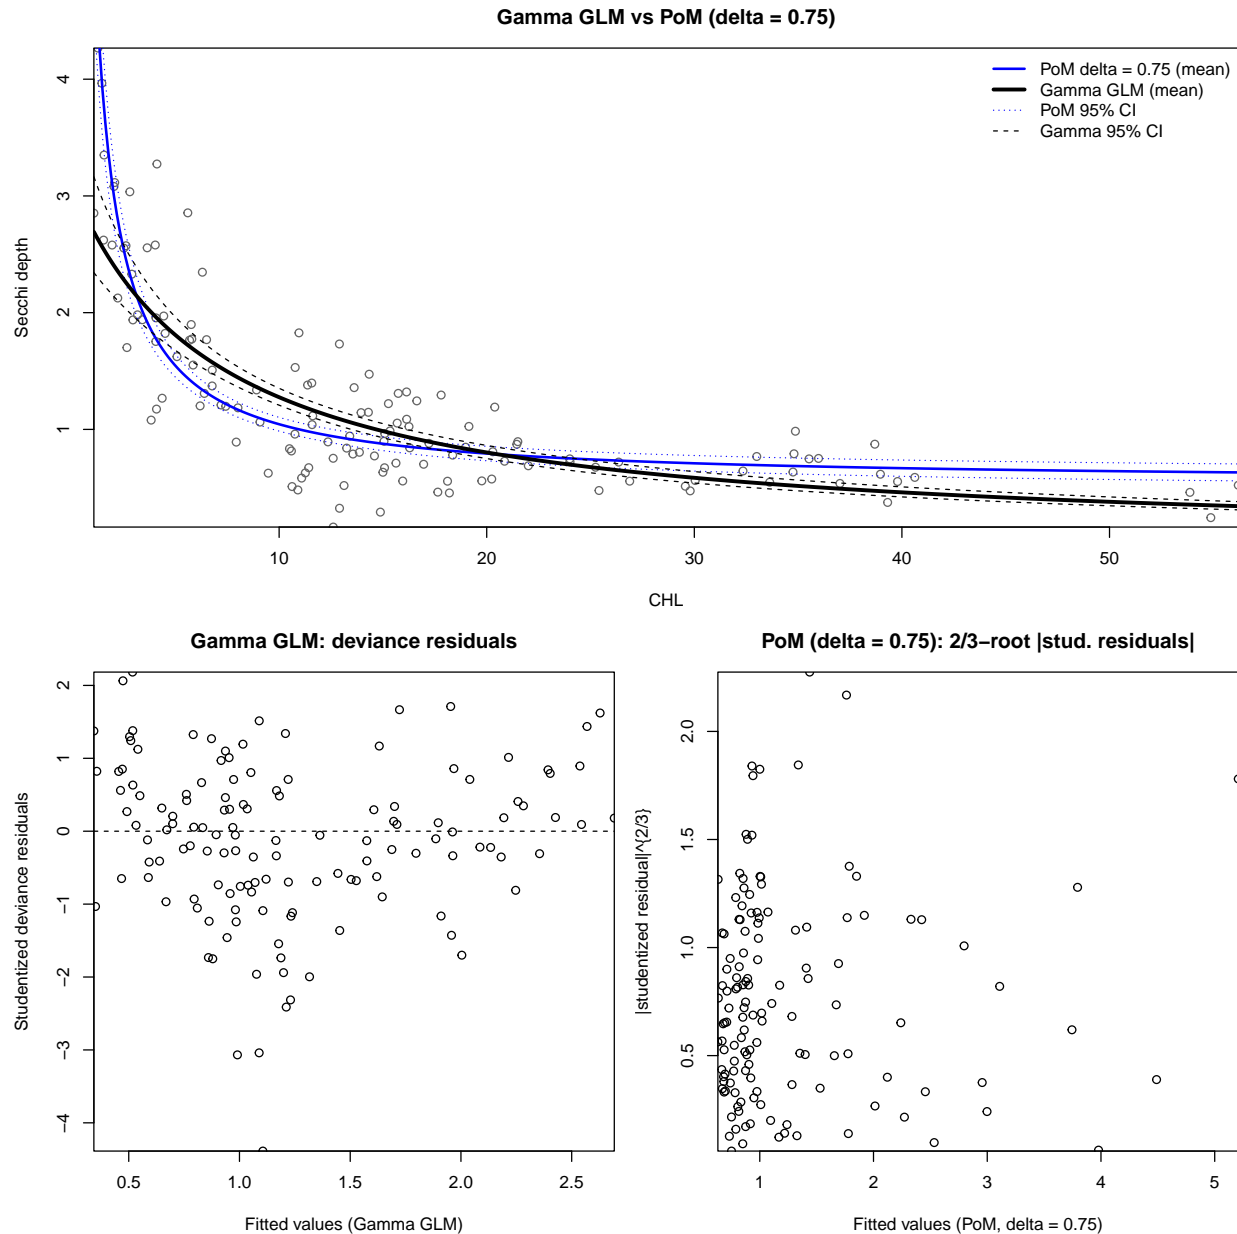 Gamma GLM vs PoM (delta = 0.75)
PoM delta = 0.75 (mean)
Gamma GLM (mean)
PoM 95% CI
Gamma 95% CI
4
3
2
1
Secchi depth
10 20 30 40 50
CHL
Gamma GLM: deviance residuals
2
1
0
-1
-2
-3
-4
Studentized deviance residuals
0.5 1.0 1.5 2.0 2.5
Fitted values (Gamma GLM)
PoM (delta = 0.75): 2/3-root |stud. residuals|
2.0
1.5
1.0
0.5
|studentized residual|^{2/3}
1 2 3 4 5
Fitted values (PoM, delta = 0.75)